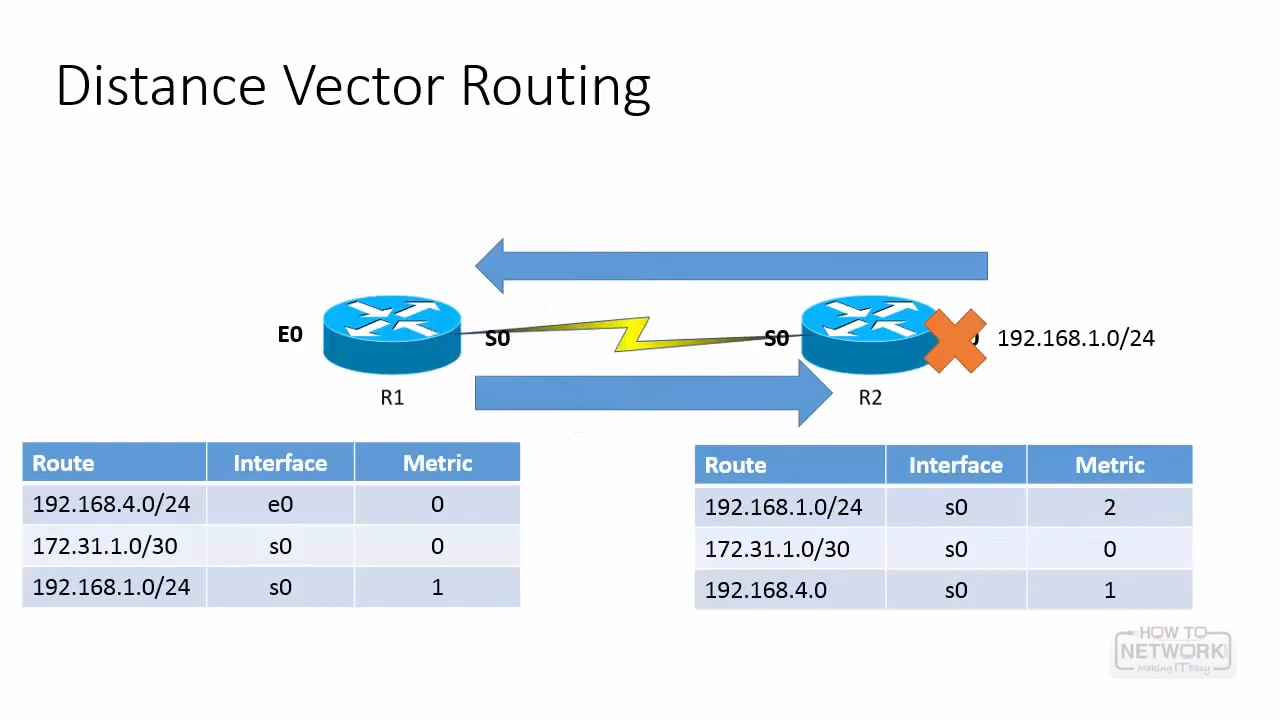 Distance Vector Routing
E0
S0
S0
192.168.1.0/24
R1
R2
Route Interface Metric
192.168.4.0/24 e0 0
172.31.1.0/30 s0 0
192.168.1.0/24 s0 1
Route Interface Metric
192.168.1.0/24 s0 2
172.31.1.0/30 s0 0
192.168.4.0 s0 1
HOW TO
NETWORK
Making IT Easy